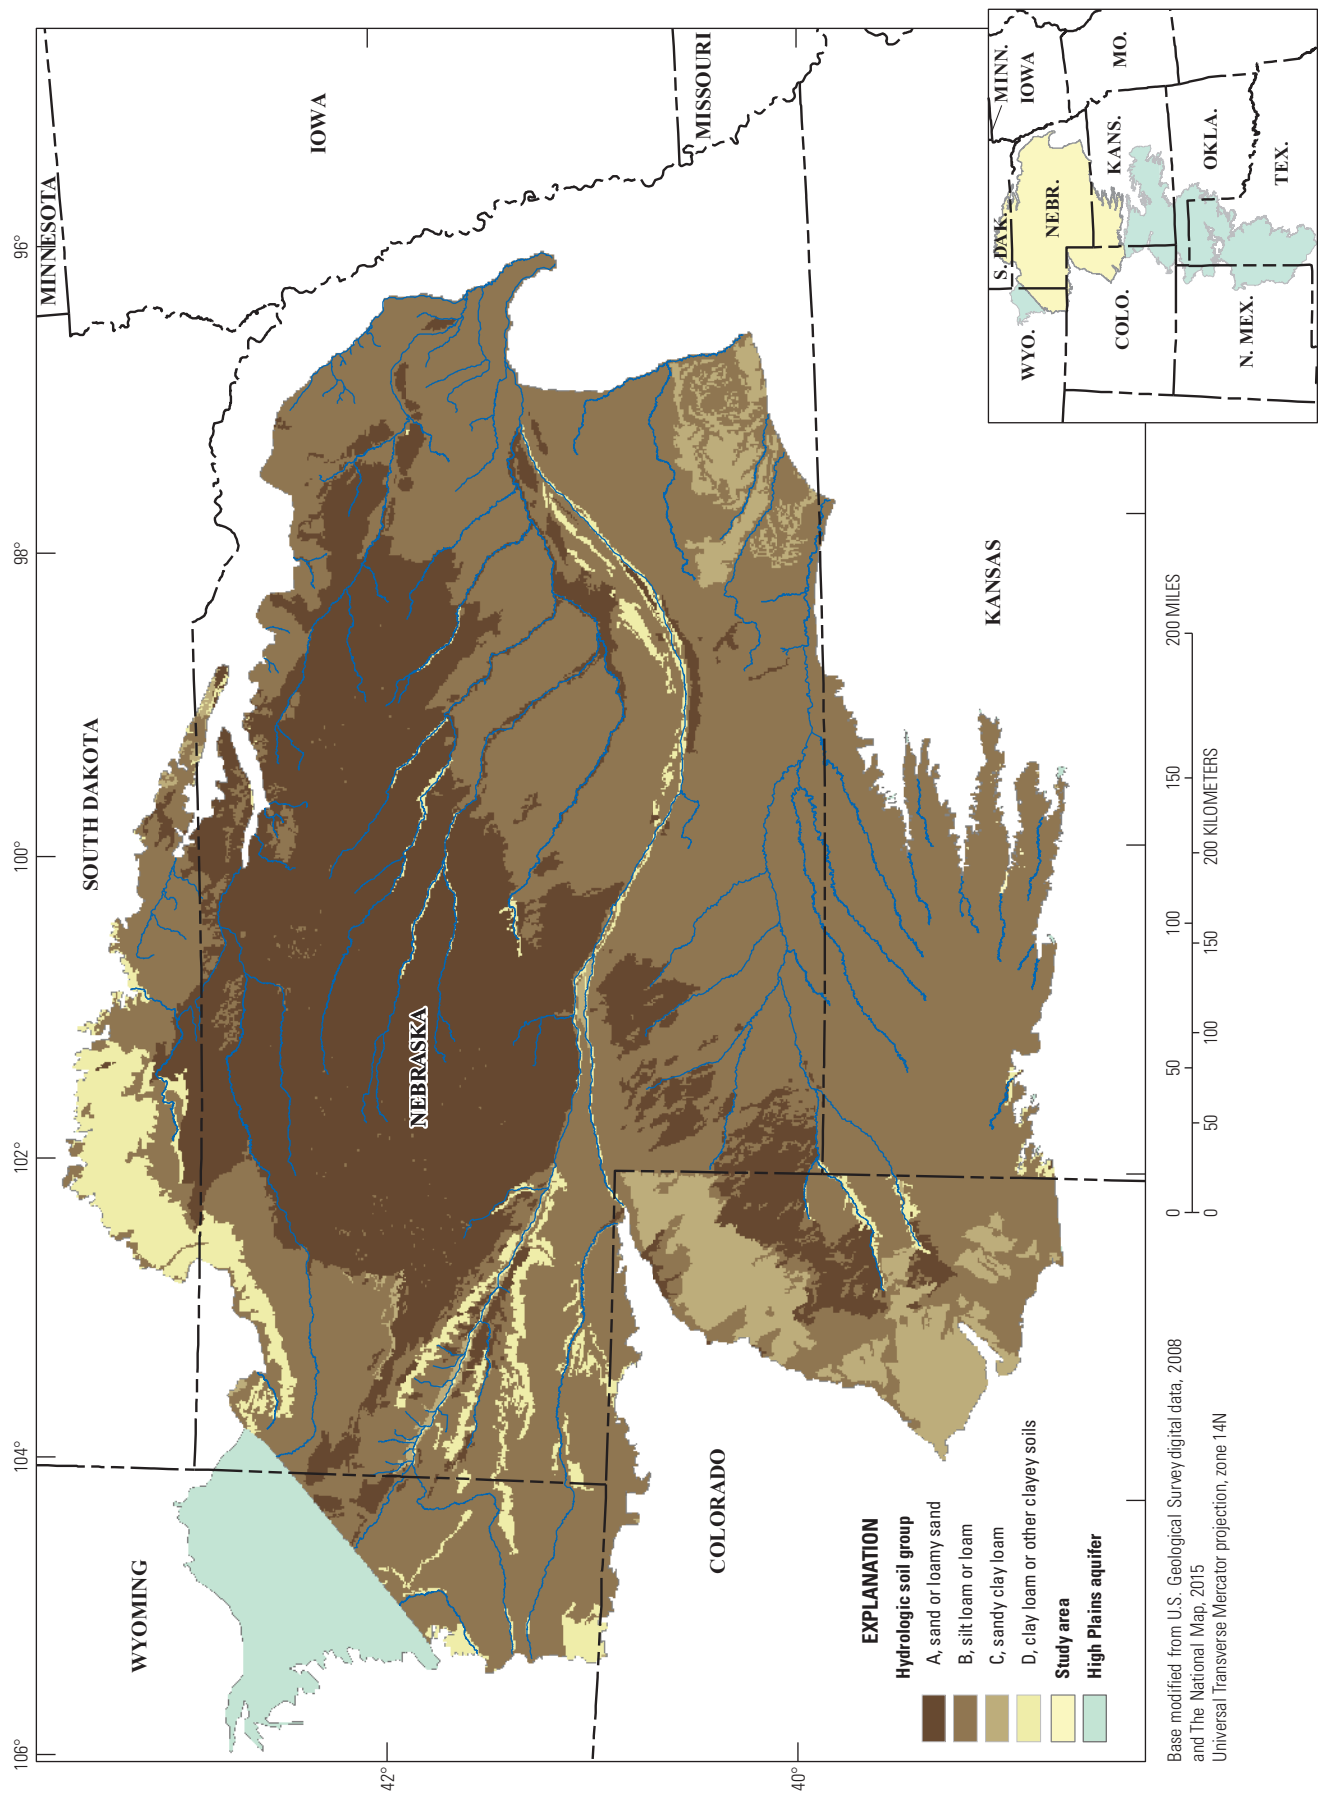 106°
104°
102°
100°
98°
96°
42°
40°
WYOMING
SOUTH DAKOTA
MINNESOTA
IOWA
NEBRASKA
MISSOURI
COLORADO
KANSAS
EXPLANATION
Hydrologic soil group
A, sand or loamy sand
B, silt loam or loam
C, sandy clay loam
D, clay loam or other clayey soils
Study area
High Plains aquifer
Base modified from U.S. Geological Survey digital data, 2008
and The National Map, 2015
Universal Transverse Mercator projection, zone 14N
0 50 100 150 200 MILES
0 50 100 150 200 KILOMETERS
WYO.
S. DAK.
MINN.
IOWA
NEBR.
COLO.
KANS.
MO.
N. MEX.
OKLA.
TEX.